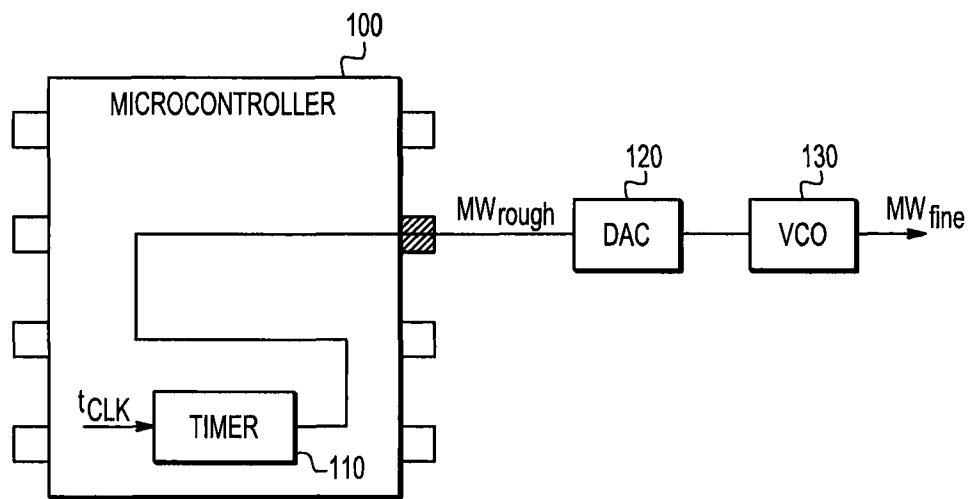 100
MICROCONTROLLER
120
130
MWrough
DAC
VCO
MWfine
tCLK
TIMER
110